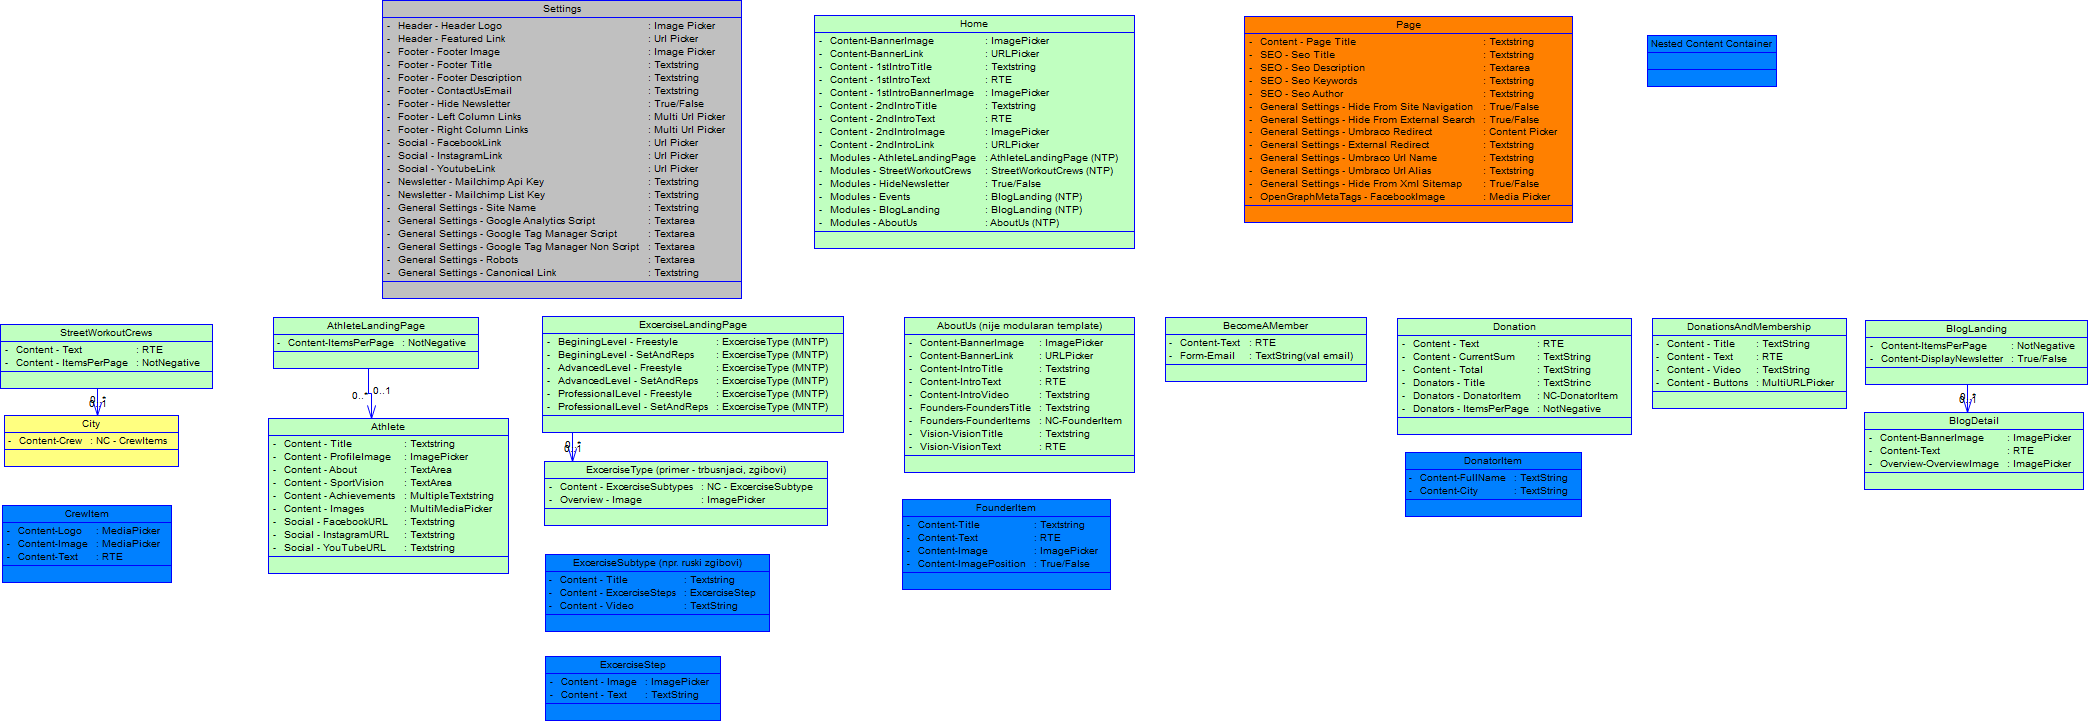 Settings
- Header - Header Logo : Image Picker
- Header - Featured Link : Url Picker
- Footer - Footer Image : Image Picker
- Footer - Footer Title : Textstring
- Footer - Footer Description : Textstring
- Footer - ContactUsEmail : Textstring
- Footer - Hide Newsletter : True/False
- Footer - Left Column Links : Multi Url Picker
- Footer - Right Column Links : Multi Url Picker
- Social - FacebookLink : Url Picker
- Social - InstagramLink : Url Picker
- Social - YoutubeLink : Url Picker
- Newsletter - Mailchimp Api Key : Textstring
- Newsletter - Mailchimp List Key : Textstring
- General Settings - Site Name : Textstring
- General Settings - Google Analytics Script : Textarea
- General Settings - Google Tag Manager Script : Textarea
- General Settings - Google Tag Manager Non Script : Textarea
- General Settings - Robots : Textarea
- General Settings - Canonical Link : Textstring
Home
- Content-BannerImage : ImagePicker
- Content-BannerLink : URLPicker
- Content - 1stIntroTitle : Textstring
- Content - 1stIntroText : RTE
- Content - 1stIntroBannerImage : ImagePicker
- Content - 2ndIntroTitle : Textstring
- Content - 2ndIntroText : RTE
- Content - 2ndIntroImage : ImagePicker
- Content - 2ndIntroLink : URLPicker
- Modules - AthleteLandingPage : AthleteLandingPage (NTP)
- Modules - StreetWorkoutCrews : StreetWorkoutCrews (NTP)
- Modules - HideNewsletter : True/False
- Modules - Events : BlogLanding (NTP)
- Modules - BlogLanding : BlogLanding (NTP)
- Modules - AboutUs : AboutUs (NTP)
Page
- Content - Page Title : Textstring
- SEO - Seo Title : Textstring
- SEO - Seo Description : Textarea
- SEO - Seo Keywords : Textstring
- SEO - Seo Author : Textstring
- General Settings - Hide From Site Navigation : True/False
- General Settings - Hide From External Search : True/False
- General Settings - Umbraco Redirect : Content Picker
- General Settings - External Redirect : Textstring
- General Settings - Umbraco Url Name : Textstring
- General Settings - Umbraco Url Alias : Textstring
- General Settings - Hide From Xml Sitemap : True/False
- OpenGraphMetaTags - FacebookImage : Media Picker
Nested Content Container
StreetWorkoutCrews
- Content - Text : RTE
- Content - ItemsPerPage : NotNegative
0..*
0..1
City
- Content-Crew : NC - CrewItems
CrewItem
- Content-Logo : MediaPicker
- Content-Image : MediaPicker
- Content-Text : RTE
AthleteLandingPage
- Content-ItemsPerPage : NotNegative
0..* 0..1
Athlete
- Content - Title : Textstring
- Content - ProfileImage : ImagePicker
- Content - About : TextArea
- Content - SportVision : TextArea
- Content - Achievements : MultipleTextstring
- Content - Images : MultiMediaPicker
- Social - FacebookURL : Textstring
- Social - InstagramURL : Textstring
- Social - YouTubeURL : Textstring
ExcerciseLandingPage
- BeginingLevel - Freestyle : ExcerciseType (MNTP)
- BeginingLevel - SetAndReps : ExcerciseType (MNTP)
- AdvancedLevel - Freestyle : ExcerciseType (MNTP)
- AdvancedLevel - SetAndReps : ExcerciseType (MNTP)
- ProfessionalLevel - Freestyle : ExcerciseType (MNTP)
- ProfessionalLevel - SetAndReps : ExcerciseType (MNTP)
0..*
0..1
ExcerciseType (primer - trbusnjaci, zgibovi)
- Content - ExcerciseSubtypes : NC - ExcerciseSubtype
- Overview - Image : ImagePicker
ExcerciseSubtype (npr. ruski zgibovi)
- Content - Title : Textstring
- Content - ExcerciseSteps : ExcerciseStep
- Content - Video : TextString
ExcerciseStep
- Content - Image : ImagePicker
- Content - Text : TextString
AboutUs (nije modularan template)
- Content-BannerImage : ImagePicker
- Content-BannerLink : URLPicker
- Content-IntroTitle : Textstring
- Content-IntroText : RTE
- Content-IntroVideo : Textstring
- Founders-FoundersTitle : Textstring
- Founders-FounderItems : NC-FounderItem
- Vision-VisionTitle : Textstring
- Vision-VisionText : RTE
FounderItem
- Content-Title : Textstring
- Content-Text : RTE
- Content-Image : ImagePicker
- Content-ImagePosition : True/False
BecomeAMember
- Content-Text : RTE
- Form-Email : TextString(val email)
Donation
- Content - Text : RTE
- Content - CurrentSum : TextString
- Content - Total : TextString
- Donators - Title : TextStrinc
- Donators - DonatorItem : NC-DonatorItem
- Donators - ItemsPerPage : NotNegative
DonatorItem
- Content-FullName : TextString
- Content-City : TextString
DonationsAndMembership
- Content - Title : TextString
- Content - Text : RTE
- Content - Video : TextString
- Content - Buttons : MultiURLPicker
BlogLanding
- Content-ItemsPerPage : NotNegative
- Content-DisplayNewsletter : True/False
0..*
0..1
BlogDetail
- Content-BannerImage : ImagePicker
- Content-Text : RTE
- Overview-OverviewImage : ImagePicker